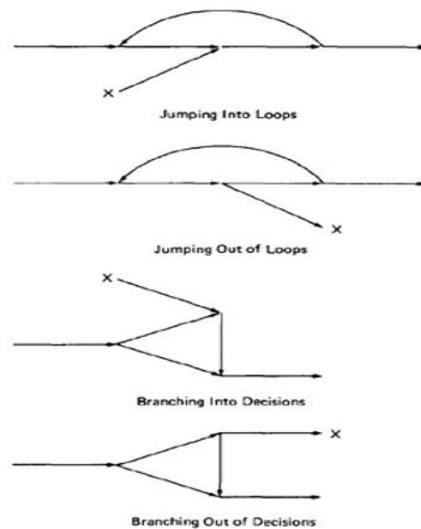 X
Jumping Into Loops
Jumping Out of Loops
X
X
Branching Into Decisions
X
Branching Out of Decisions